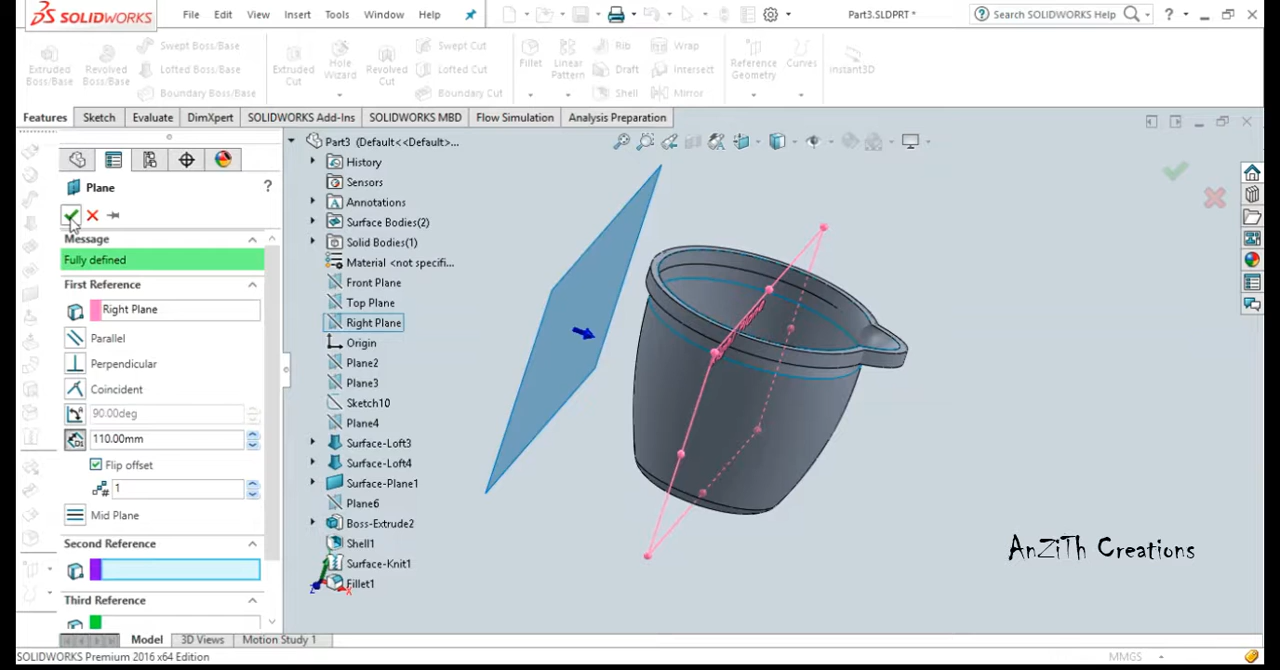 SOLIDWORKS
File Edit View Insert Tools Window Help
Part3.SLDPRT *
Search SOLIDWORKS Help
Extruded Boss/Base
Revolved Boss/Base
Swept Boss/Base
Lofted Boss/Base
Boundary Boss/Base
Extruded Cut
Hole Wizard
Revolved Cut
Swept Cut
Lofted Cut
Boundary Cut
Fillet
Linear Pattern
Rib
Draft
Shell
Wrap
Intersect
Mirror
Reference Geometry
Curves
Instant3D
Features Sketch Evaluate DimXpert SOLIDWORKS Add-Ins SOLIDWORKS MBD Flow Simulation Analysis Preparation
Plane
?
Message
Fully defined
First Reference
Right Plane
Parallel
Perpendicular
Coincident
90.00deg
110.00mm
Flip offset
1
Mid Plane
Second Reference
Third Reference
Part3 (Default<<Default>...
History
Sensors
Annotations
Surface Bodies(2)
Solid Bodies(1)
Material <not specifi...
Front Plane
Top Plane
Right Plane
Origin
Plane2
Plane3
Sketch10
Plane4
Surface-Loft3
Surface-Loft4
Surface-Plane1
Plane6
Boss-Extrude2
Shell1
Surface-Knit1
Fillet1
AnZiTh Creations
Model 3D Views Motion Study 1
SOLIDWORKS Premium 2016 x64 Edition
MMGS